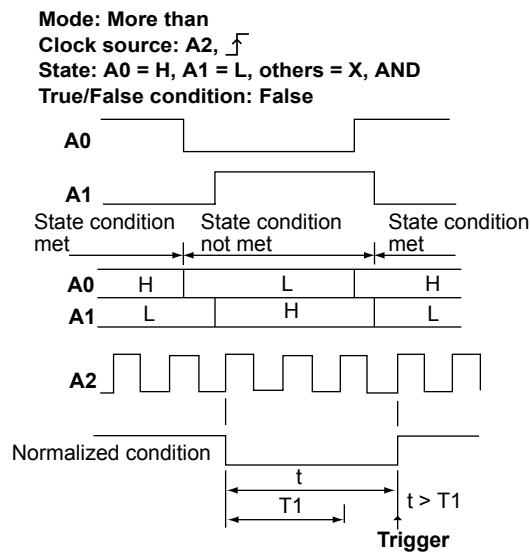 Mode: More than
Clock source: A2,
State: A0 = H, A1 = L, others = X, AND
True/False condition: False
A0
A1
State condition met
State condition not met
State condition met
A0 H L H
A1 L H L
A2
Normalized condition
t
T1
t > T1
Trigger